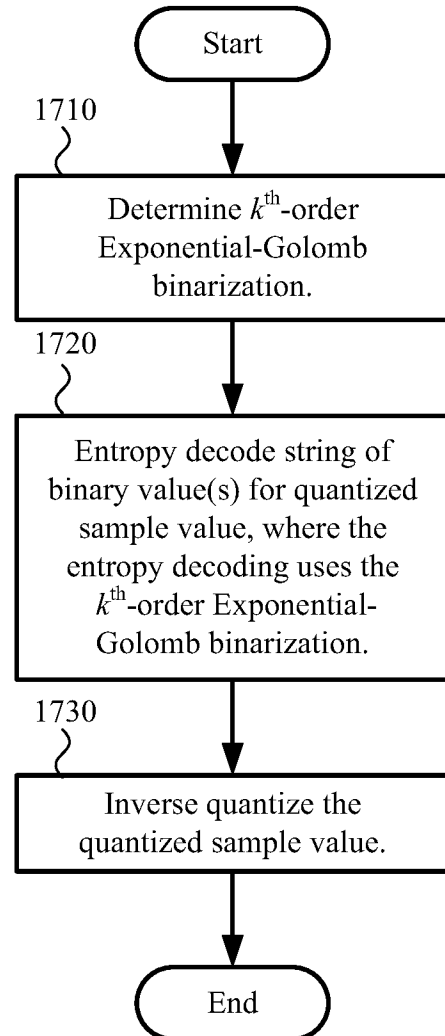 Start
1710
Determine kth-order
Exponential-Golomb
binarization.
1720
Entropy decode string of
binary value(s) for quantized
sample value, where the
entropy decoding uses the
kth-order Exponential-
Golomb binarization.
1730
Inverse quantize the
quantized sample value.
End